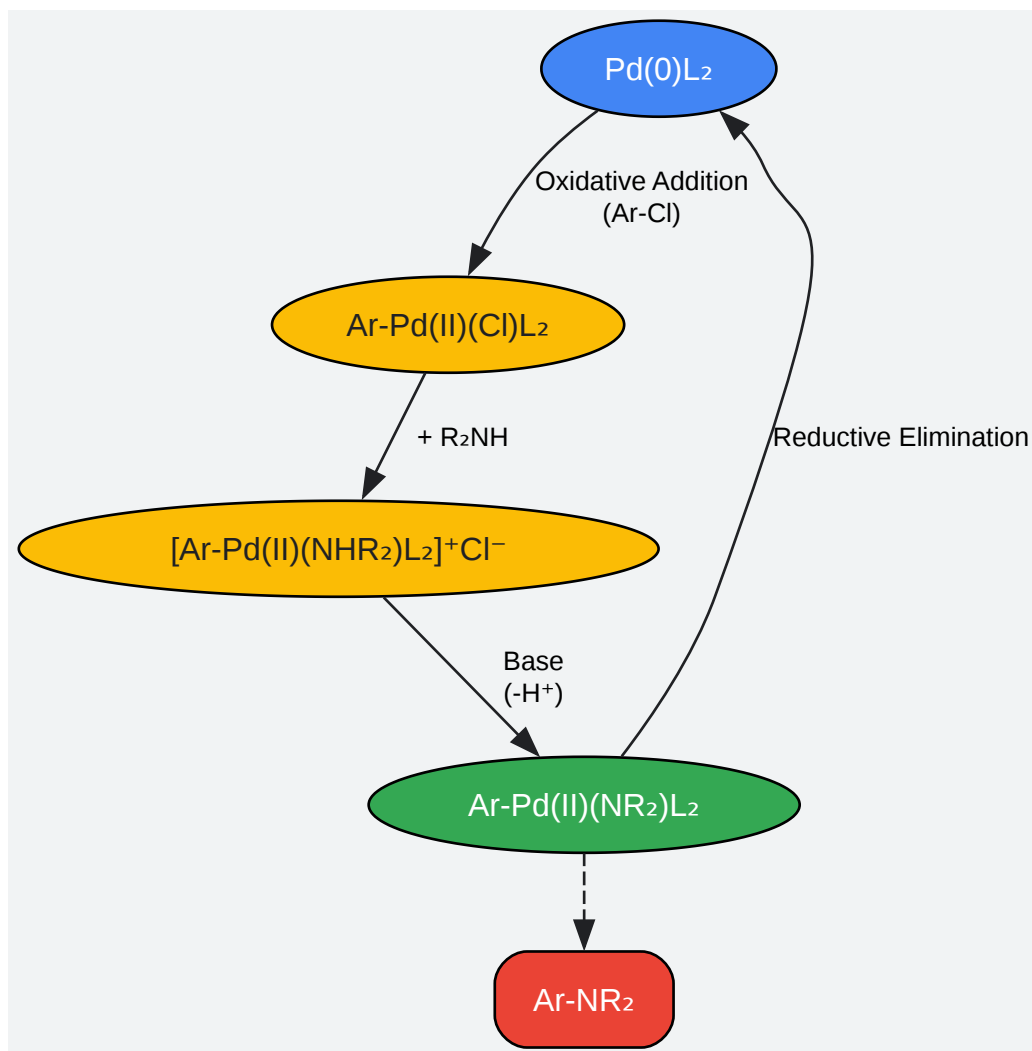 Pd(0)L₂
Oxidative Addition
(Ar-Cl)
Ar-Pd(II)(Cl)L₂
+ R₂NH
Reductive Elimination
[Ar-Pd(II)(NHR₂)L₂]⁺Cl⁻
Base
(-H⁺)
Ar-Pd(II)(NR₂)L₂
Ar-NR₂